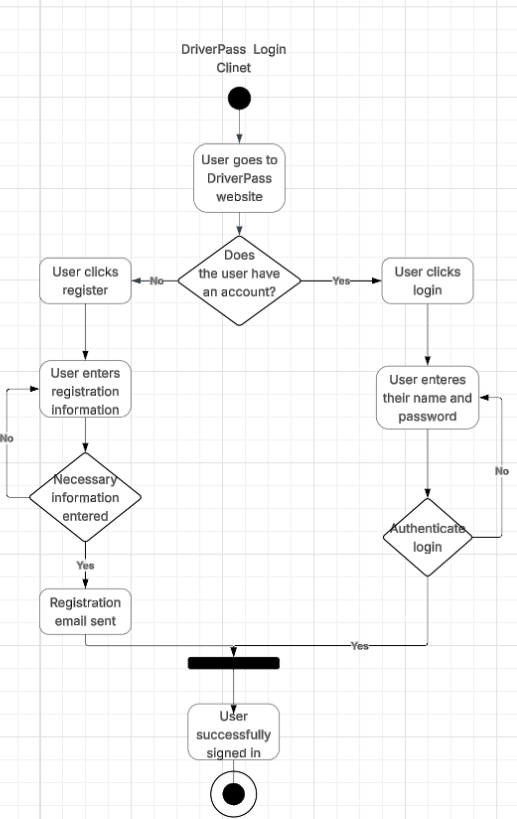 DriverPass Login
Clinet
User goes to
DriverPass
website
Does
the user have
an account?
No
Yes
User clicks
register
User clicks
login
User enters
registration
information
User enteres
their name and
password
No
No
Necessary
information
entered
Authenticate
login
Yes
Registration
email sent
Yes
User
successfully
signed in